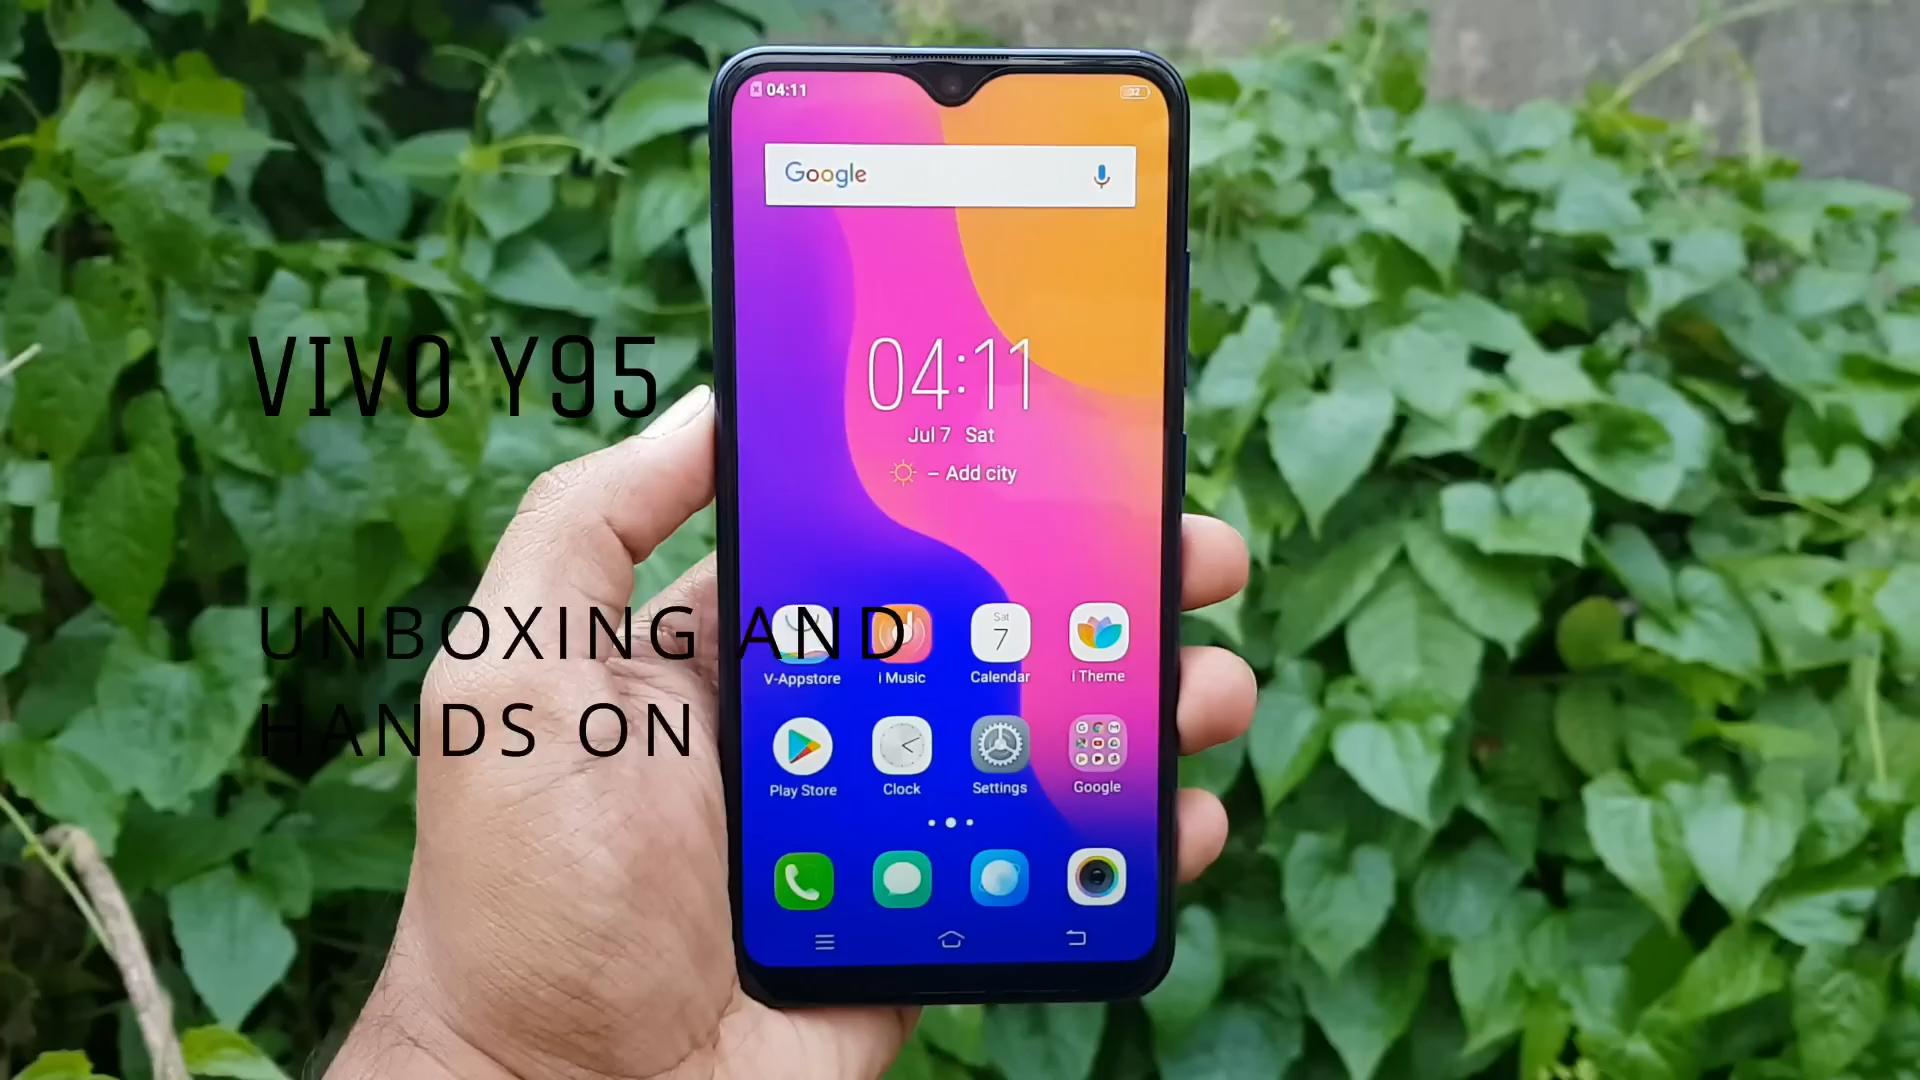 04:11
32
Google
04:11
Jul 7 Sat
– Add city
VIVO Y95
UNBOXING AND
HANDS ON
Sat
7
V-Appstore
i Music
Calendar
i Theme
Play Store
Clock
Settings
Google